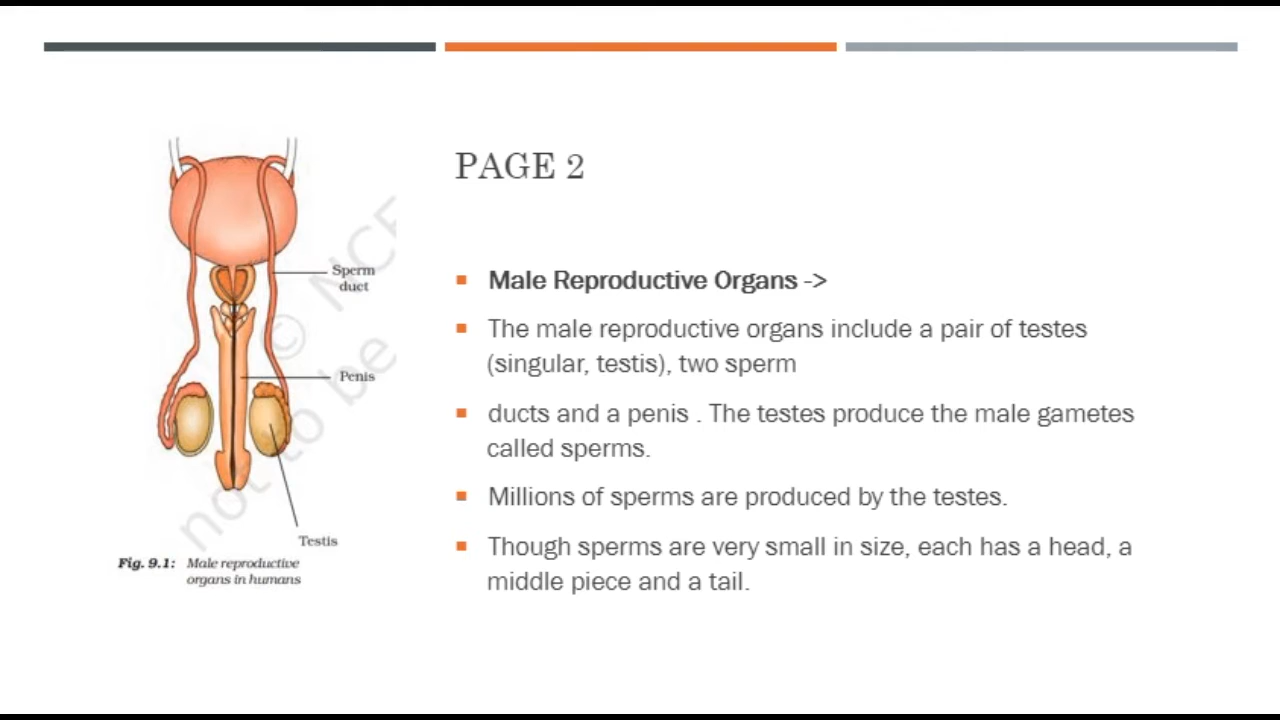 PAGE 2
Male Reproductive Organs ->
The male reproductive organs include a pair of testes
(singular, testis), two sperm
ducts and a penis . The testes produce the male gametes
called sperms.
Millions of sperms are produced by the testes.
Though sperms are very small in size, each has a head, a
middle piece and a tail.
Sperm
duct
Penis
Testis
Fig. 9.1: Male reproductive
organs in humans
not to be